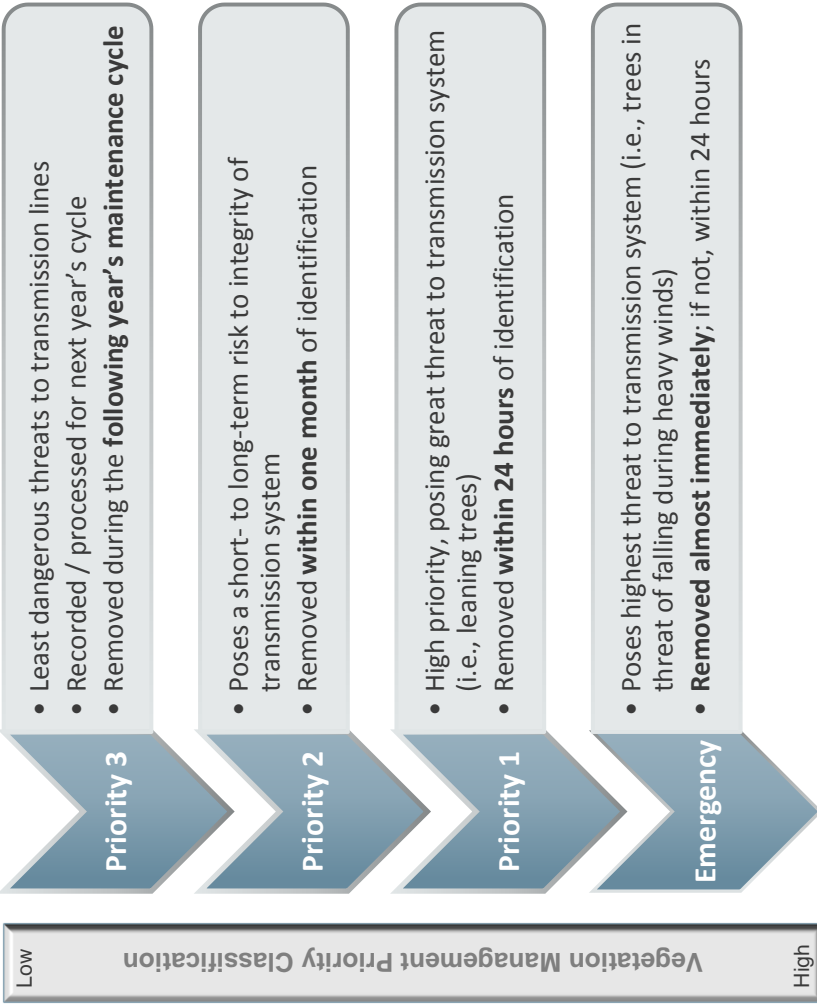 Vegetation Management Priority Classification
Low
High
Priority 3
• Least dangerous threats to transmission lines
• Recorded / processed for next year's cycle
• Removed during the following year's maintenance cycle
Priority 2
• Poses a short- to long-term risk to integrity of
transmission system
• Removed within one month of identification
Priority 1
• High priority, posing great threat to transmission system
(i.e., leaning trees)
• Removed within 24 hours of identification
Emergency
• Poses highest threat to transmission system (i.e., trees in
threat of falling during heavy winds)
• Removed almost immediately; if not, within 24 hours